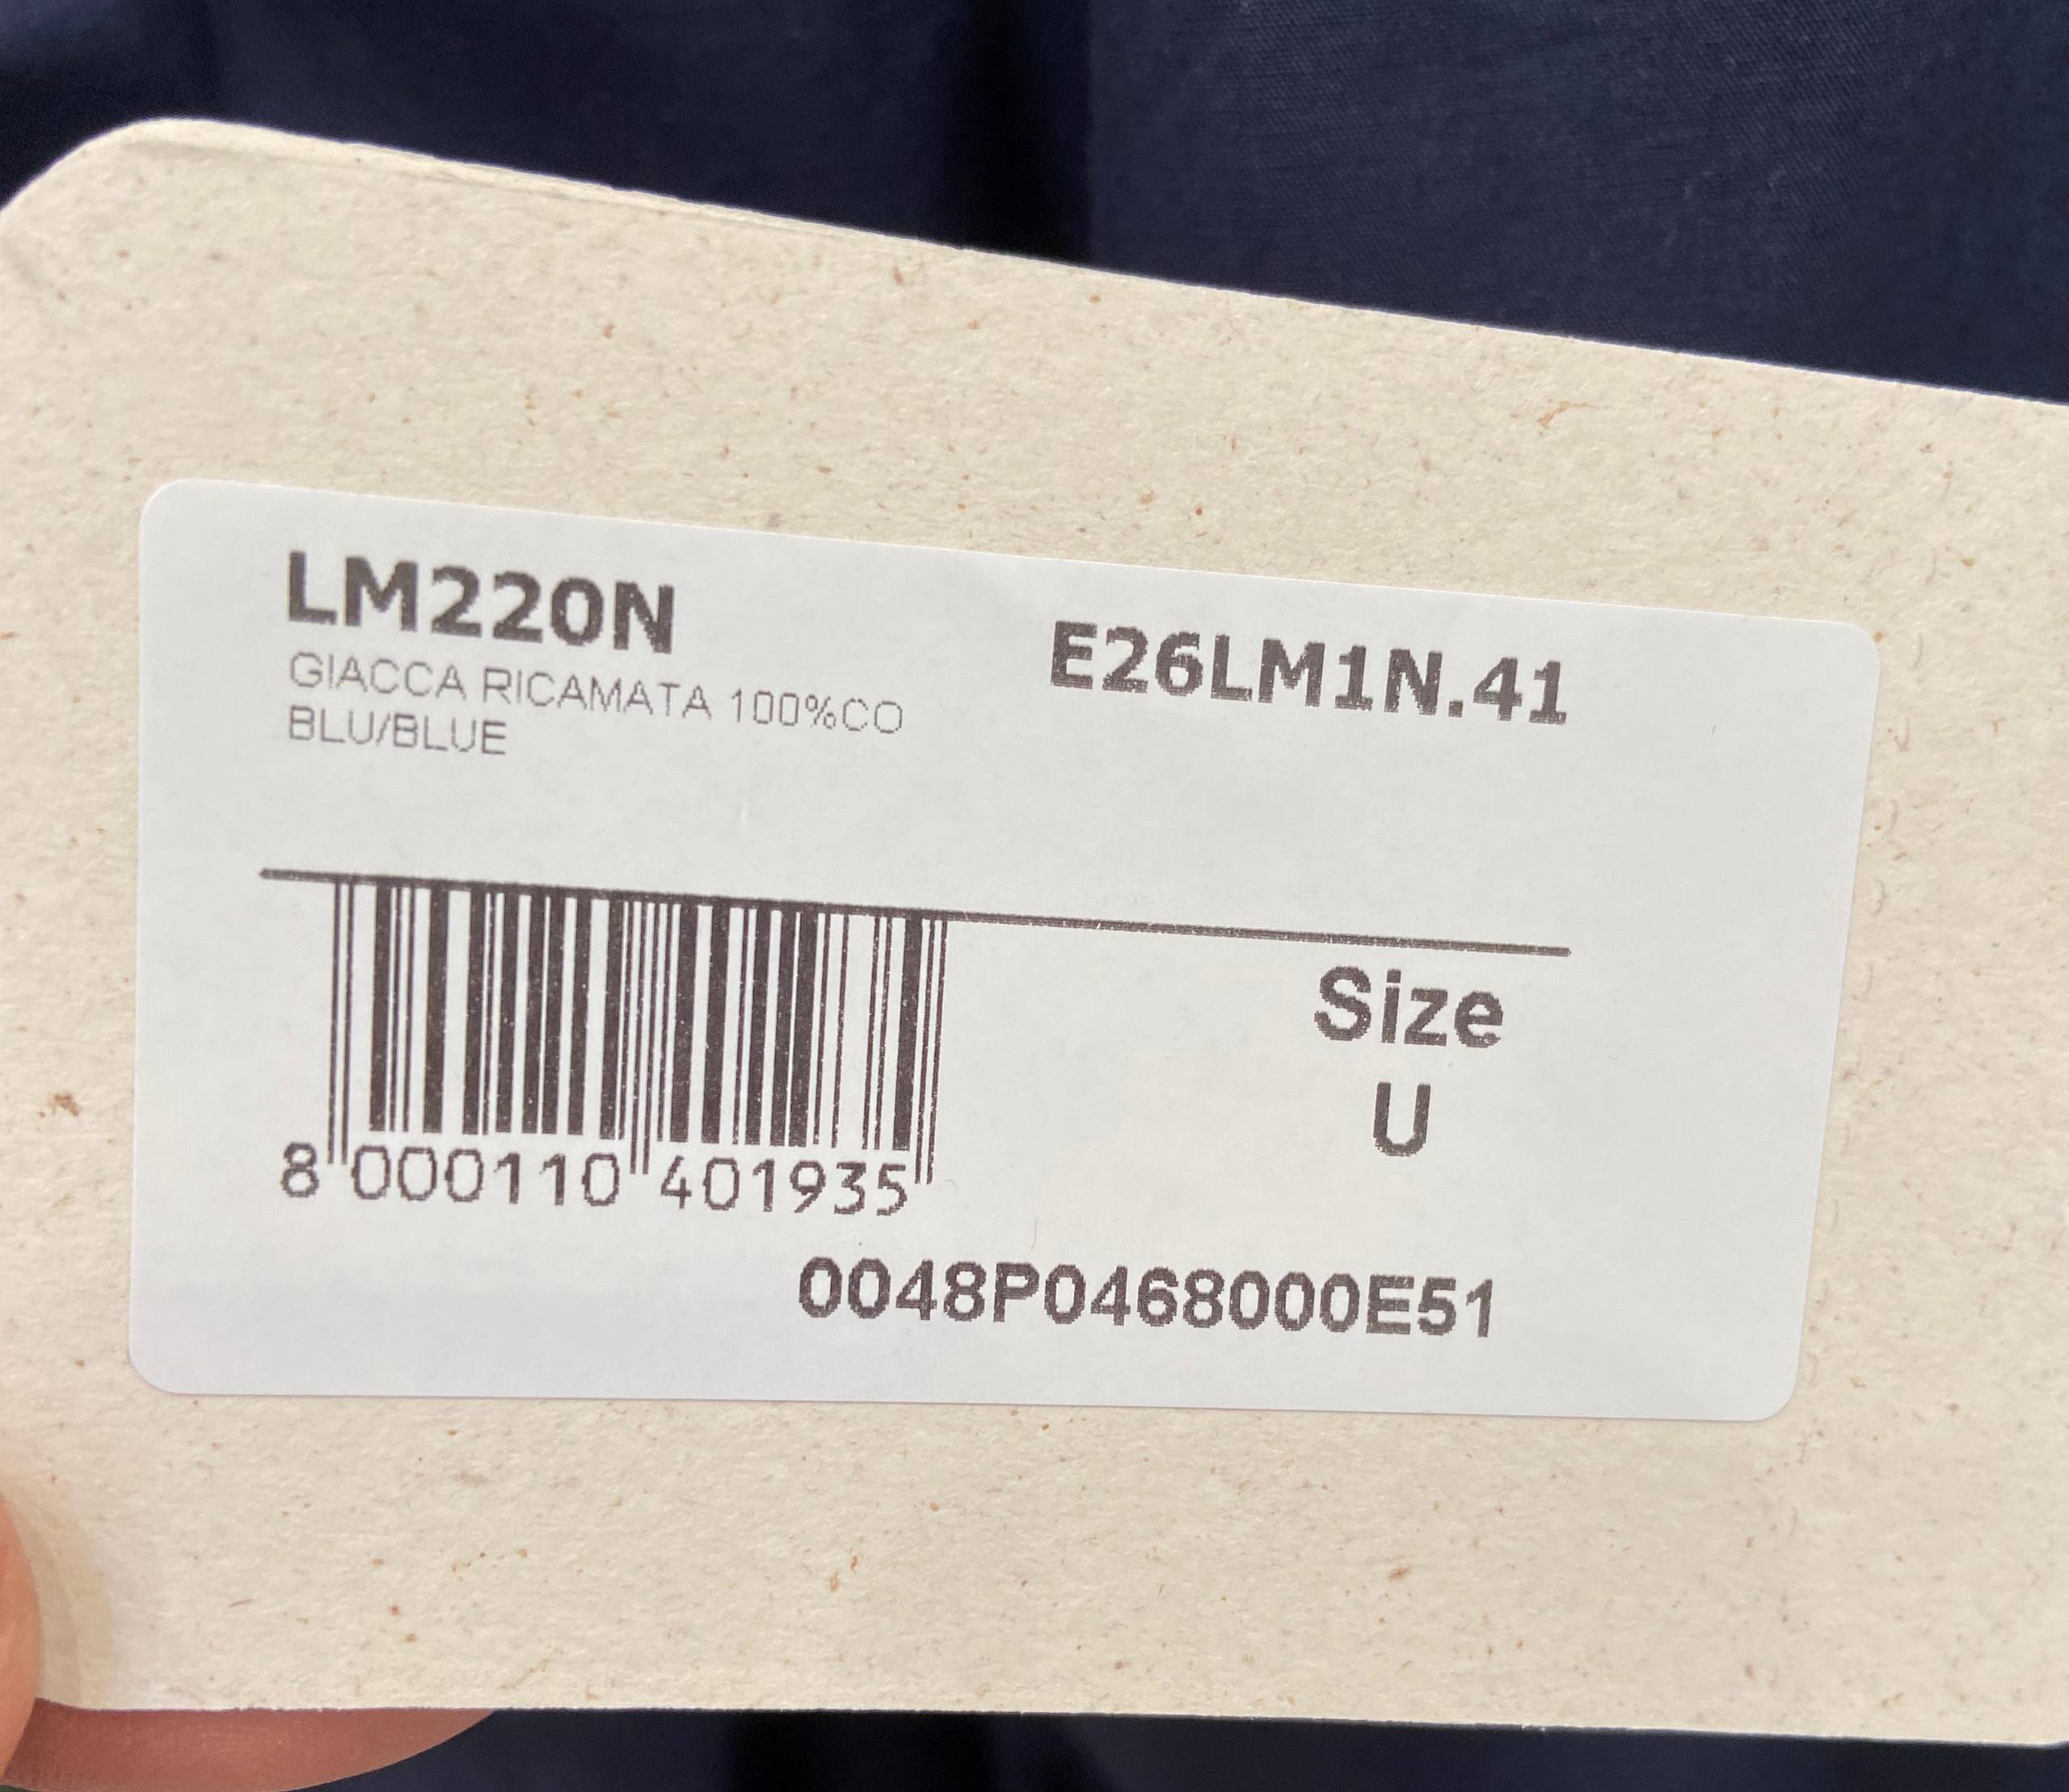 LM220N
E26LM1N.41
GIACCA RICAMATA 100%CO
BLU/BLUE
Size
U
8 000110 401935
0048P0468000E51